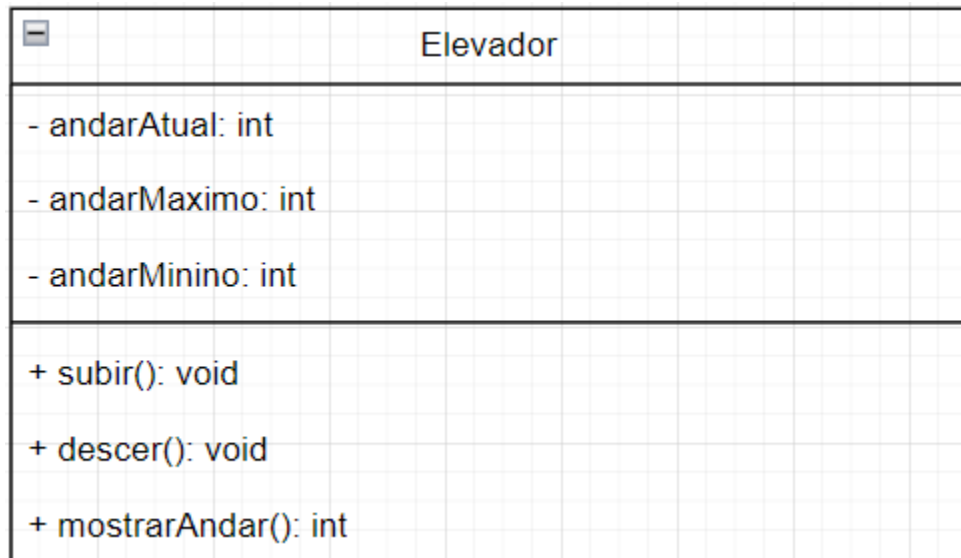 Elevador
- andarAtual: int
- andarMaximo: int
- andarMinino: int
+ subir(): void
+ descer(): void
+ mostrarAndar(): int